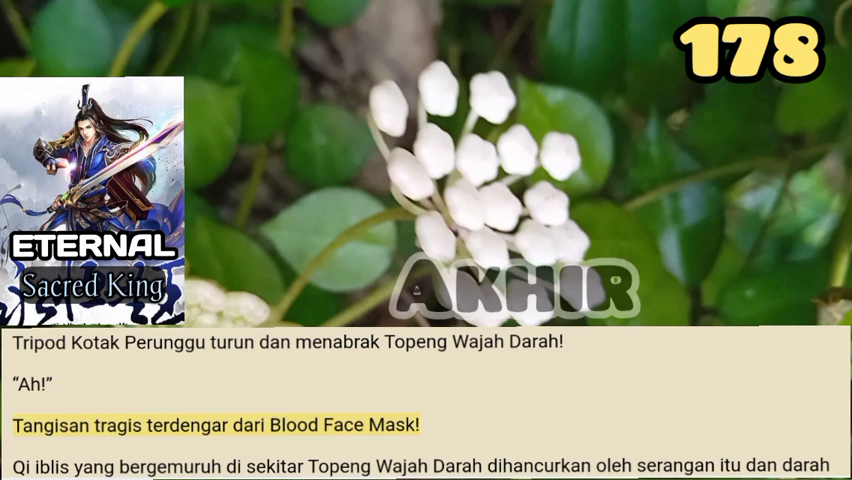 178
ETERNAL
Sacred King
AKHIR
Tripod Kotak Perunggu turun dan menabrak Topeng Wajah Darah!
“Ah!”
Tangisan tragis terdengar dari Blood Face Mask!
Qi iblis yang bergemuruh di sekitar Topeng Wajah Darah dihancurkan oleh serangan itu dan darah